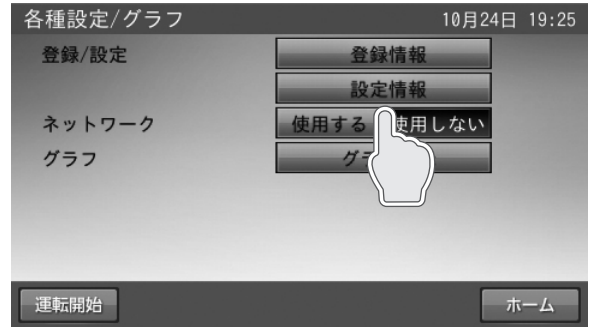 各種設定/グラフ 10月24日 19:25
登録/設定 登録情報
設定情報
ネットワーク 使用する 使用しない
グラフ
運転開始 ホーム